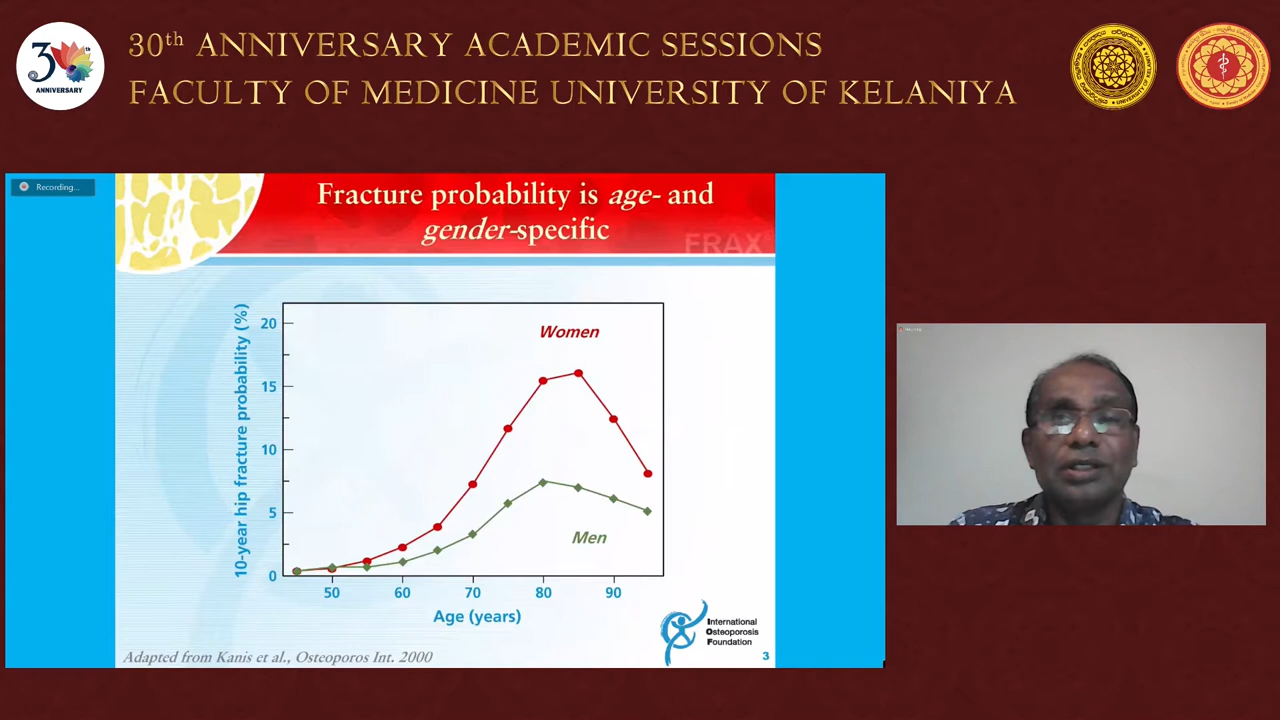 30th
ANNIVERSARY
30th ANNIVERSARY ACADEMIC SESSIONS
FACULTY OF MEDICINE UNIVERSITY OF KELANIYA
Recording...
Fracture probability is age- and
gender-specific
FRAX
10-year hip fracture probability (%)
20
15
10
5
0
Women
Men
50 60 70 80 90
Age (years)
International
Osteoporosis
Foundation
Adapted from Kanis et al., Osteoporos Int. 2000
3